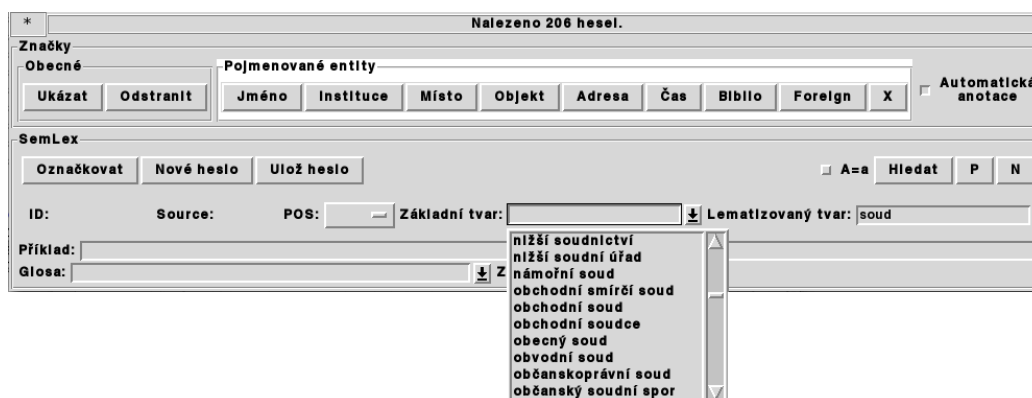 * Nalezeno 206 hesel.
Značky
Obecné Pojmenované entity
Ukázat Odstranit Jméno Instituce Místo Objekt Adresa Čas Biblio Foreign X Automatická anotace
SemLex
Označkovat Nové heslo Ulož heslo A=a Hledat P N
ID: Source: POS: Základní tvar: Lematizovaný tvar: soud
Příklad:
Glosa: Z
nižší soudnictví
nižší soudní úřad
námořní soud
obchodní smírčí soud
obchodní soud
obchodní soudce
obecný soud
obvodní soud
občanskoprávní soud
občanský soudní spor